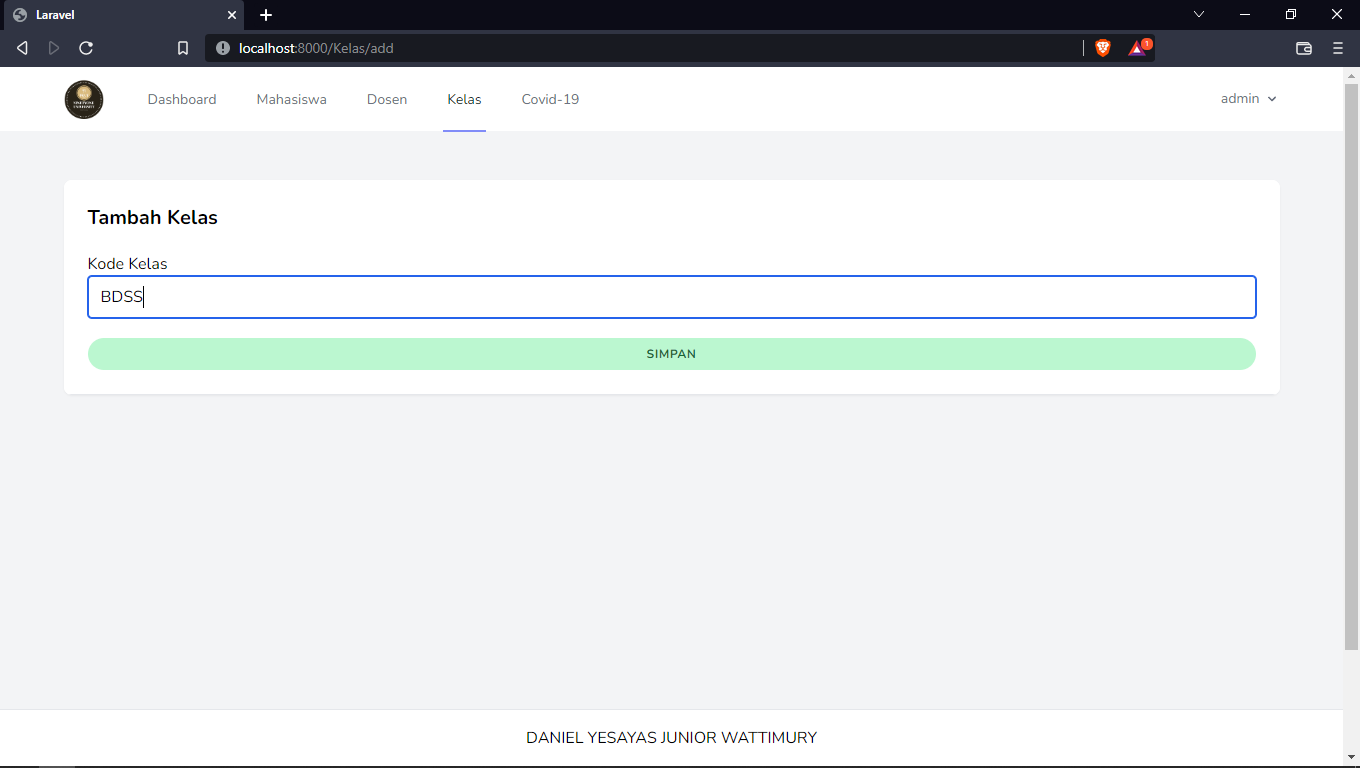 Laravel
localhost:8000/Kelas/add
1
Dashboard Mahasiswa Dosen Kelas Covid-19 admin
Tambah Kelas
Kode Kelas
BDSS
SIMPAN
DANIEL YESAYAS JUNIOR WATTIMURY